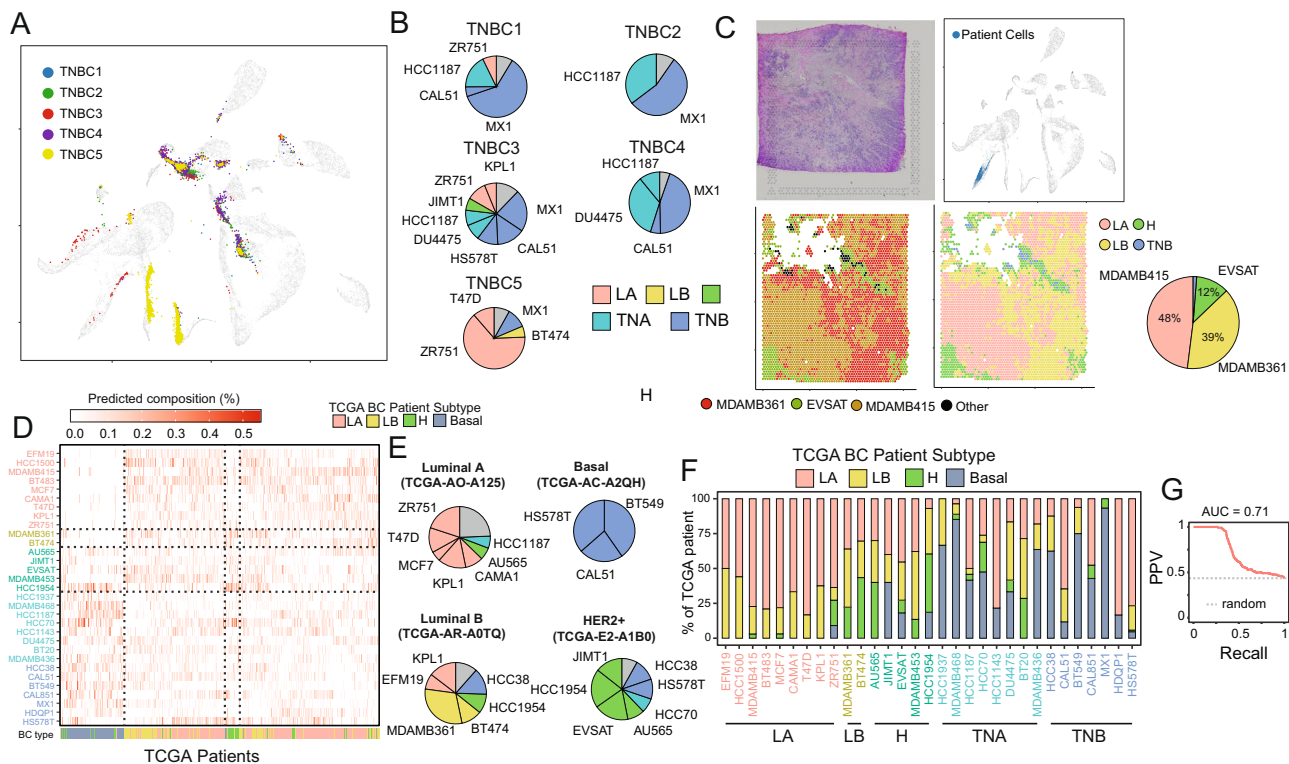 A
TNBC1
TNBC2
TNBC3
TNBC4
TNBC5
B
TNBC1
ZR751
HCC1187
CAL51
MX1
TNBC2
HCC1187
MX1
TNBC3
KPL1
ZR751
JIMT1
HCC1187
DU4475
HS578T
CAL51
MX1
TNBC4
HCC1187
MX1
DU4475
CAL51
TNBC5
T47D
MX1
BT474
ZR751
LA LB
TNA TNB
H
C
Patient Cells
MDAMB361 EVSAT MDAMB415 Other
LA H
LB TNB
MDAMB415
EVSAT
12%
48%
39%
MDAMB361
D
Predicted composition (%)
0.0 0.2 0.4 0.6
TCGA BC Patient Subtype
LA LB H Basal
EFM19
HCC1500
MDAMB415
BT483
MCF7
CAMA1
T47D
KPL1
ZR751
MDAMB361
BT474
AU565
JIMT1
EVSAT
MDAMB453
HCC1954
HCC1937
MDAMB468
HCC1187
HCC70
HCC1143
DU4475
BT20
MDAMB436
HCC38
CAL51
BT549
CAL851
MX1
HDQP1
HS578T
BC type
TCGA Patients
E
Luminal A
(TCGA-AO-A125)
ZR751
T47D
MCF7
KPL1
CAMA1
AU565
HCC1187
Basal
(TCGA-AC-A2QH)
BT549
HS578T
CAL51
Luminal B
(TCGA-AR-A0TQ)
KPL1
EFM19
HCC38
HCC1954
BT474
MDAMB361
HER2+
(TCGA-E2-A1B0)
JIMT1
HCC38
HS578T
HCC1954
HCC70
AU565
EVSAT
F
TCGA BC Patient Subtype
LA LB H Basal
% of TCGA patient
100
75
50
25
0
EFM19
HCC1500
MDAMB415
BT483
MCF7
CAMA1
T47D
KPL1
ZR751
MDAMB361
BT474
AU565
JIMT1
EVSAT
MDAMB453
HCC1954
HCC1937
MDAMB468
HCC1187
HCC70
HCC1143
DU4475
BT20
MDAMB436
HCC38
CAL51
BT549
CAL851
MX1
HDQP1
HS578T
LA LB H TNA TNB
G
AUC = 0.71
PPV
1
0.5
0
random
0 0.5 1
Recall